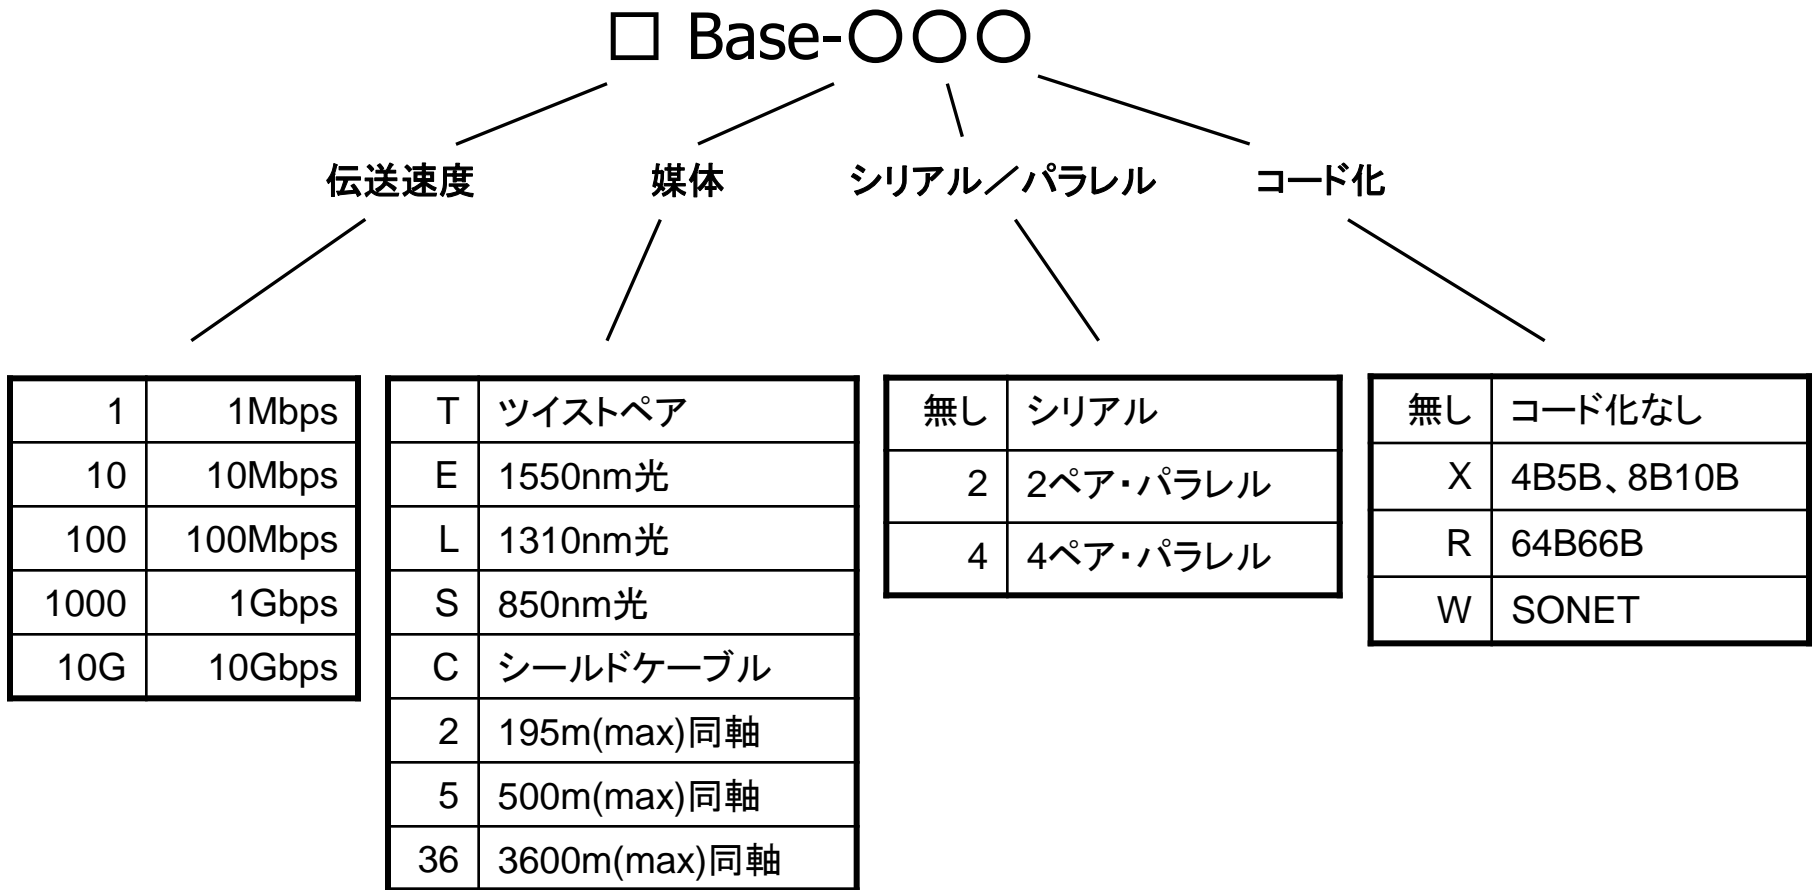 □ Base-○○○
伝送速度 媒体 シリアル／パラレル コード化
1 1Mbps
10 10Mbps
100 100Mbps
1000 1Gbps
10G 10Gbps
T ツイストペア
E 1550nm光
L 1310nm光
S 850nm光
C シールドケーブル
2 195m(max)同軸
5 500m(max)同軸
36 3600m(max)同軸
無し シリアル
2 2ペア・パラレル
4 4ペア・パラレル
無し コード化なし
X 4B5B、8B10B
R 64B66B
W SONET